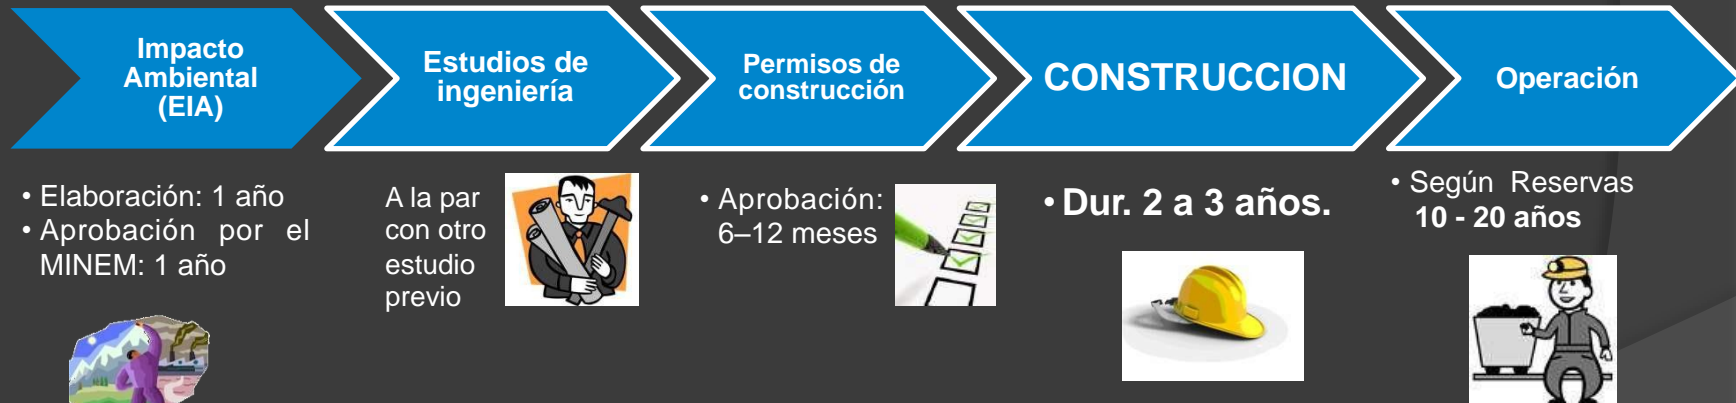 Impacto
Ambiental
(EIA)
Estudios de
ingeniería
Permisos de
construcción
CONSTRUCCION
Operación
• Elaboración: 1 año
• Aprobación por el
MINEM: 1 año
A la par
con otro
estudio
previo
• Aprobación:
6–12 meses
• Dur. 2 a 3 años.
• Según Reservas
10 - 20 años